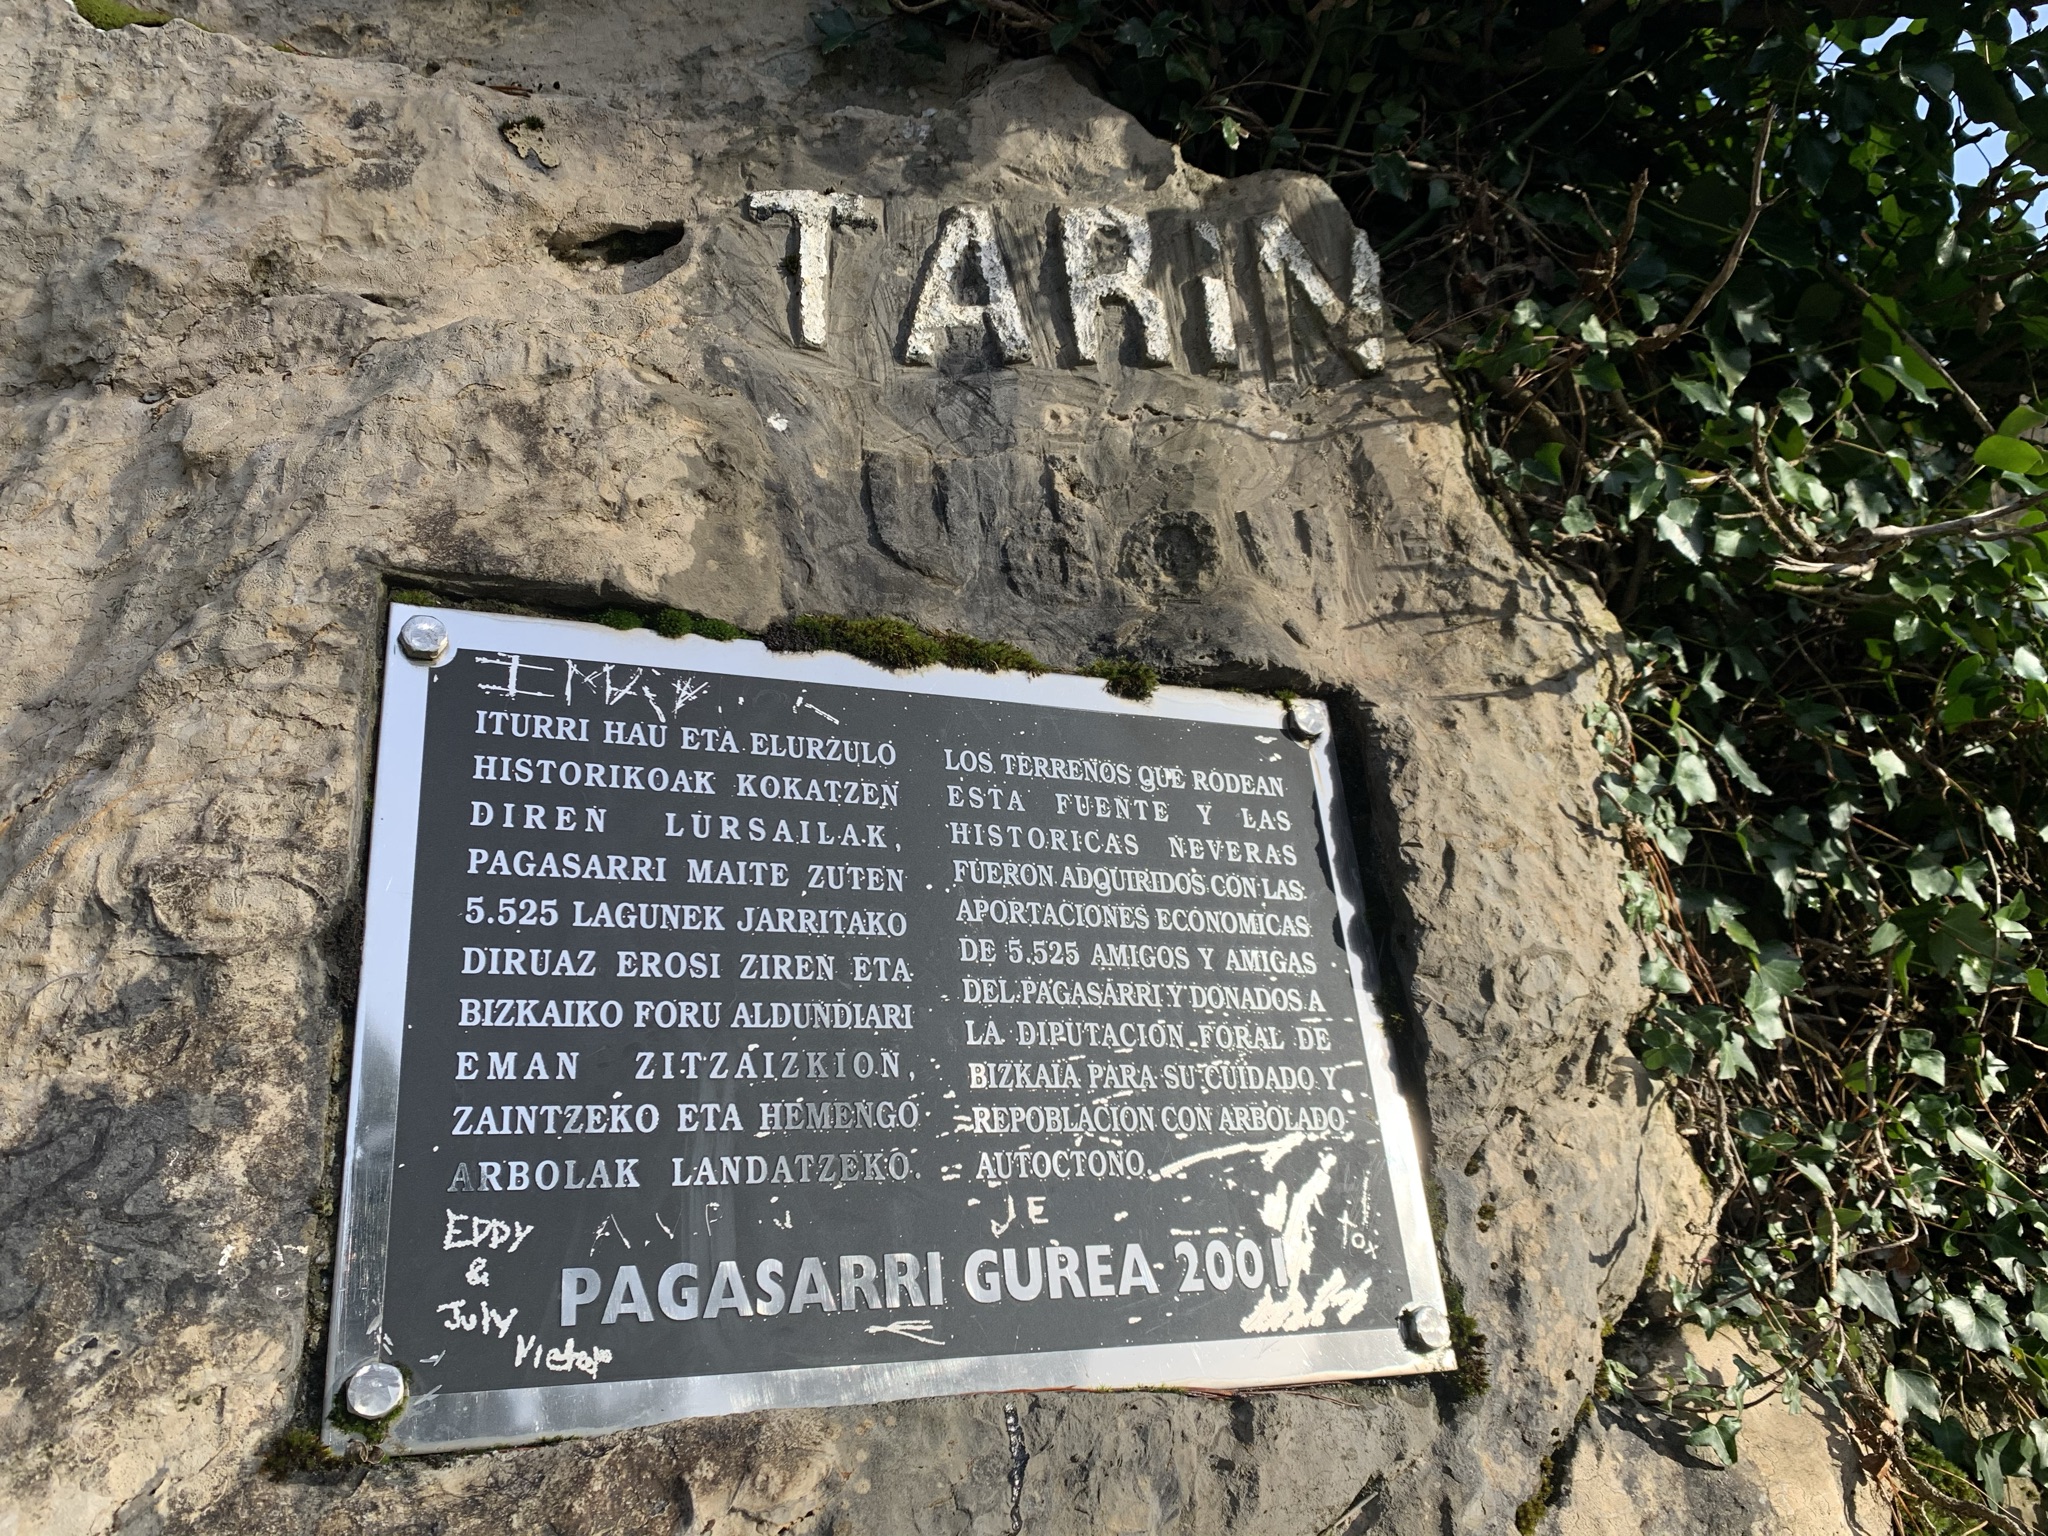 TARiN
ITURRI HAU ETA ELURZULO
HISTORIKOAK KOKATZEN
DIREN LURSAILAK,
PAGASARRI MAITE ZUTEN
5.525 LAGUNEK JARRITAKO
DIRUAZ EROSI ZIREN ETA
BIZKAIKO FORU ALDUNDIARI
EMAN ZITZAIZKION,
ZAINTZEKO ETA HEMENGO
ARBOLAK LANDATZEKO.
LOS TERRENOS QUE RODEAN
ESTA FUENTE Y LAS
HISTORICAS NEVERAS
FUERON ADQUIRIDOS CON LAS
APORTACIONES ECONOMICAS
DE 5.525 AMIGOS Y AMIGAS
DEL PAGASARRI Y DONADOS A
LA DIPUTACION FORAL DE
BIZKAIA PARA SU CUIDADO Y
REPOBLACION CON ARBOLADO
AUTOCTONO.
JE
EDDY
&
July
PAGASARRI GUREA 2001